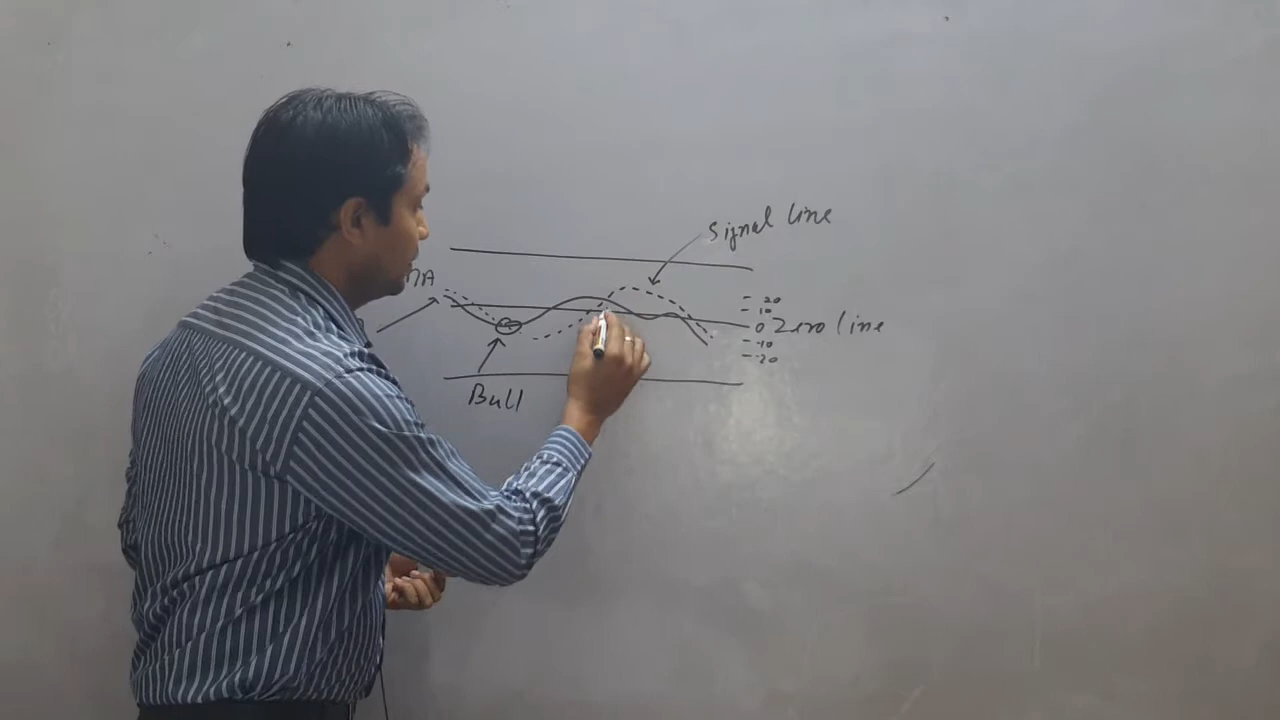 Signal line
MA
- 20
- 10
0 Zero line
- -10
- -20
Bull